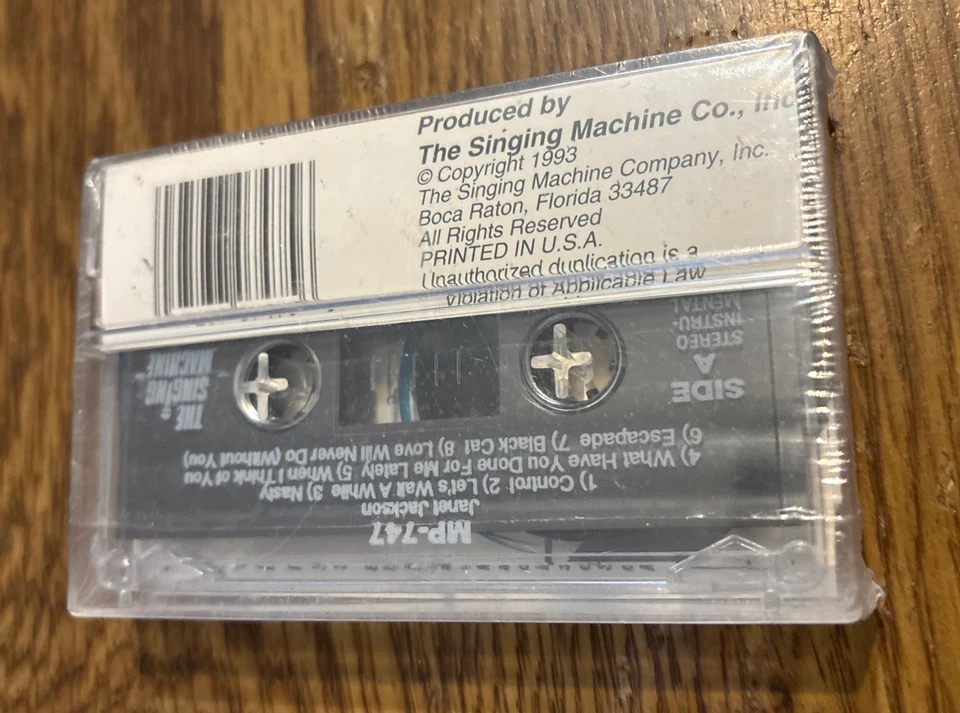 Produced by
The Singing Machine Co., Inc
© Copyright 1993
The Singing Machine Company, Inc.
Boca Raton, Florida 33487
All Rights Reserved
PRINTED IN U.S.A.
Unauthorized duplication is a
violation of Applicable Law
MP-747
Janet Jackson
1) Control 2) Let's Wait A While 3) Nasty
4) What Have You Done For Me Lately 5) When I Think of You
6) Escapade 7) Black Cat 8) Love Will Never Do (Without You)
SIDE
A
STEREO
INSTRU-
MENTAL
THE
SINGING
MACHINE